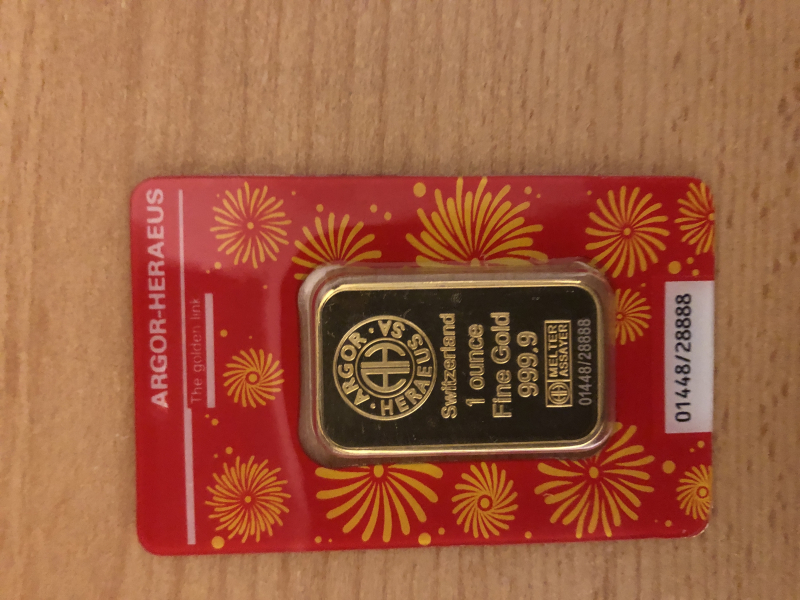 ARGOR-HERAEUS
The golden link
ARGOR · HERAEUS SA ·
AH
Switzerland
1 ounce
Fine Gold
999.9
AH MELTER
ASSAYER
01448/28888
01448/28888